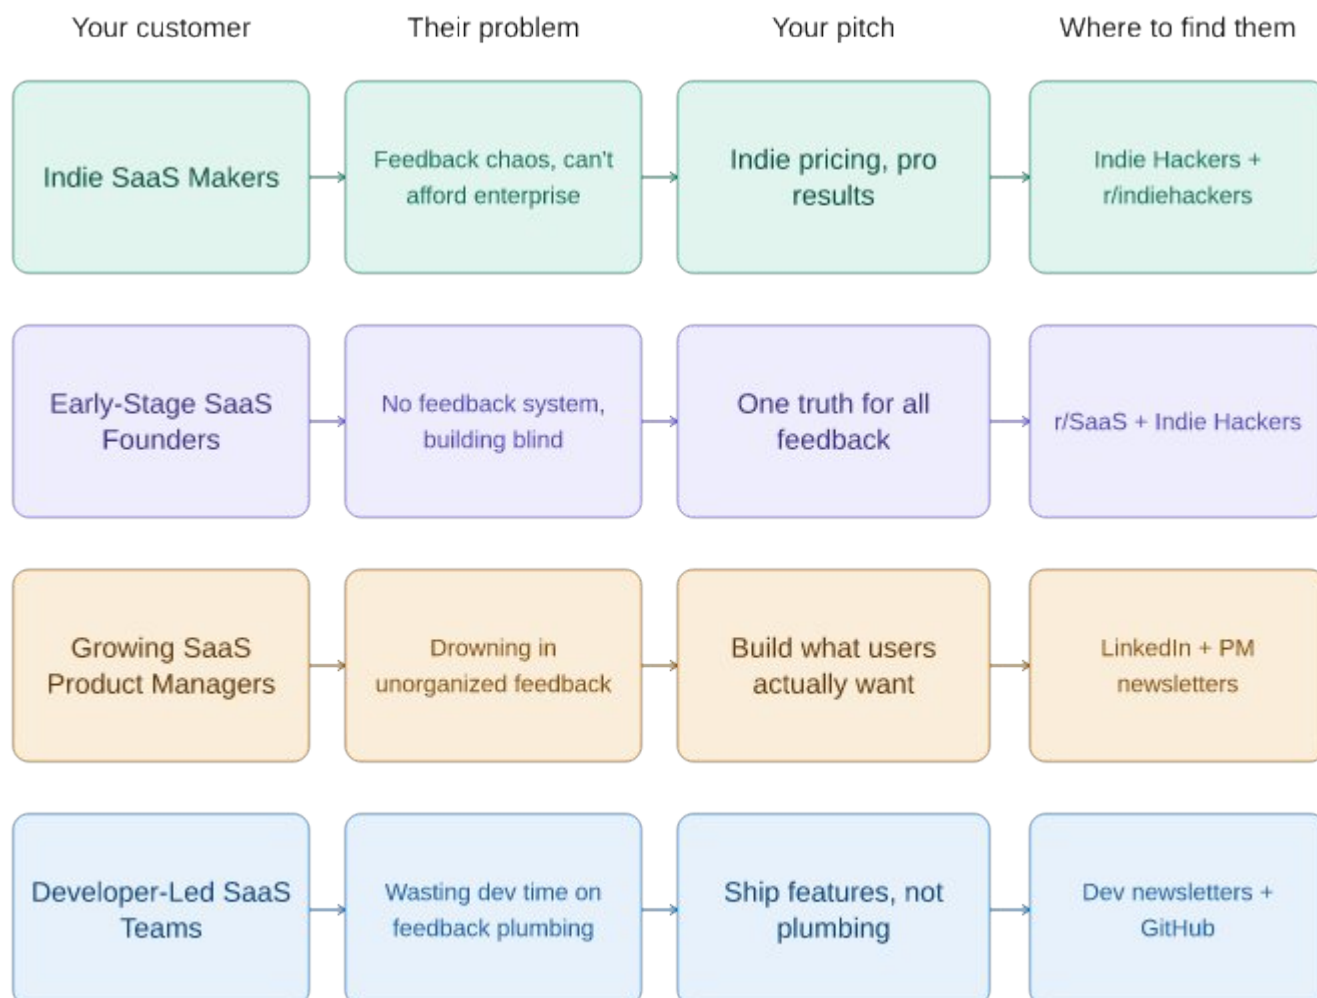 Your customer
Their problem
Your pitch
Where to find them
Indie SaaS Makers
Feedback chaos, can't
afford enterprise
Indie pricing, pro
results
Indie Hackers +
r/indiehackers
Early-Stage SaaS
Founders
No feedback system,
building blind
One truth for all
feedback
r/SaaS + Indie Hackers
Growing SaaS
Product Managers
Drowning in
unorganized feedback
Build what users
actually want
LinkedIn + PM
newsletters
Developer-Led SaaS
Teams
Wasting dev time on
feedback plumbing
Ship features, not
plumbing
Dev newsletters +
GitHub